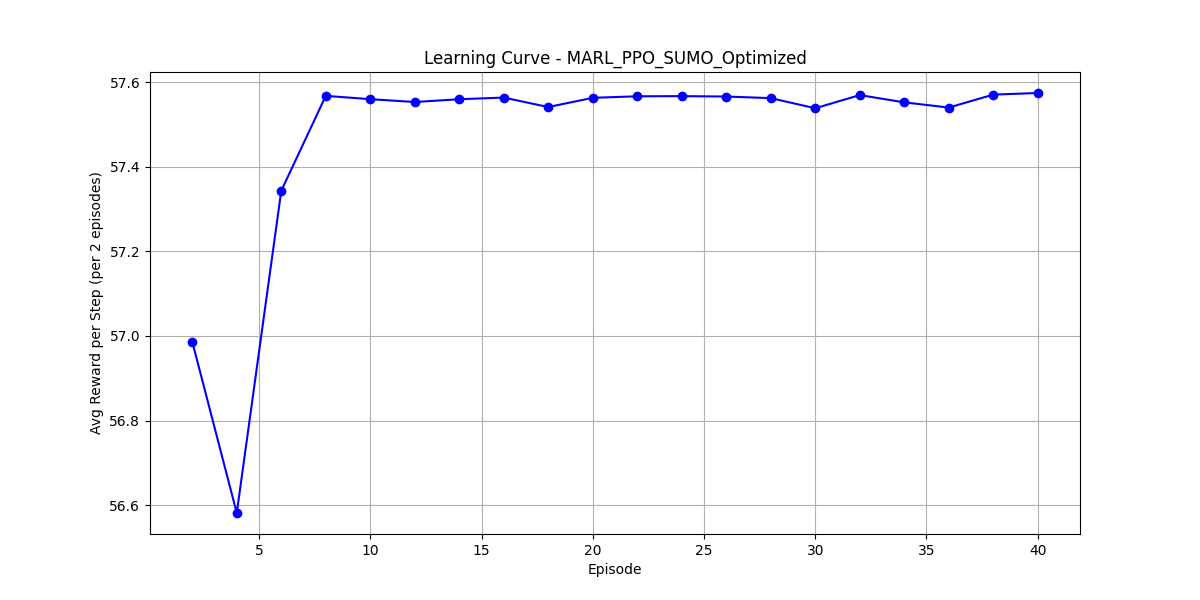 Learning Curve - MARL_PPO_SUMO_Optimized
Avg Reward per Step (per 2 episodes)
57.6
57.4
57.2
57.0
56.8
56.6
5 10 15 20 25 30 35 40
Episode